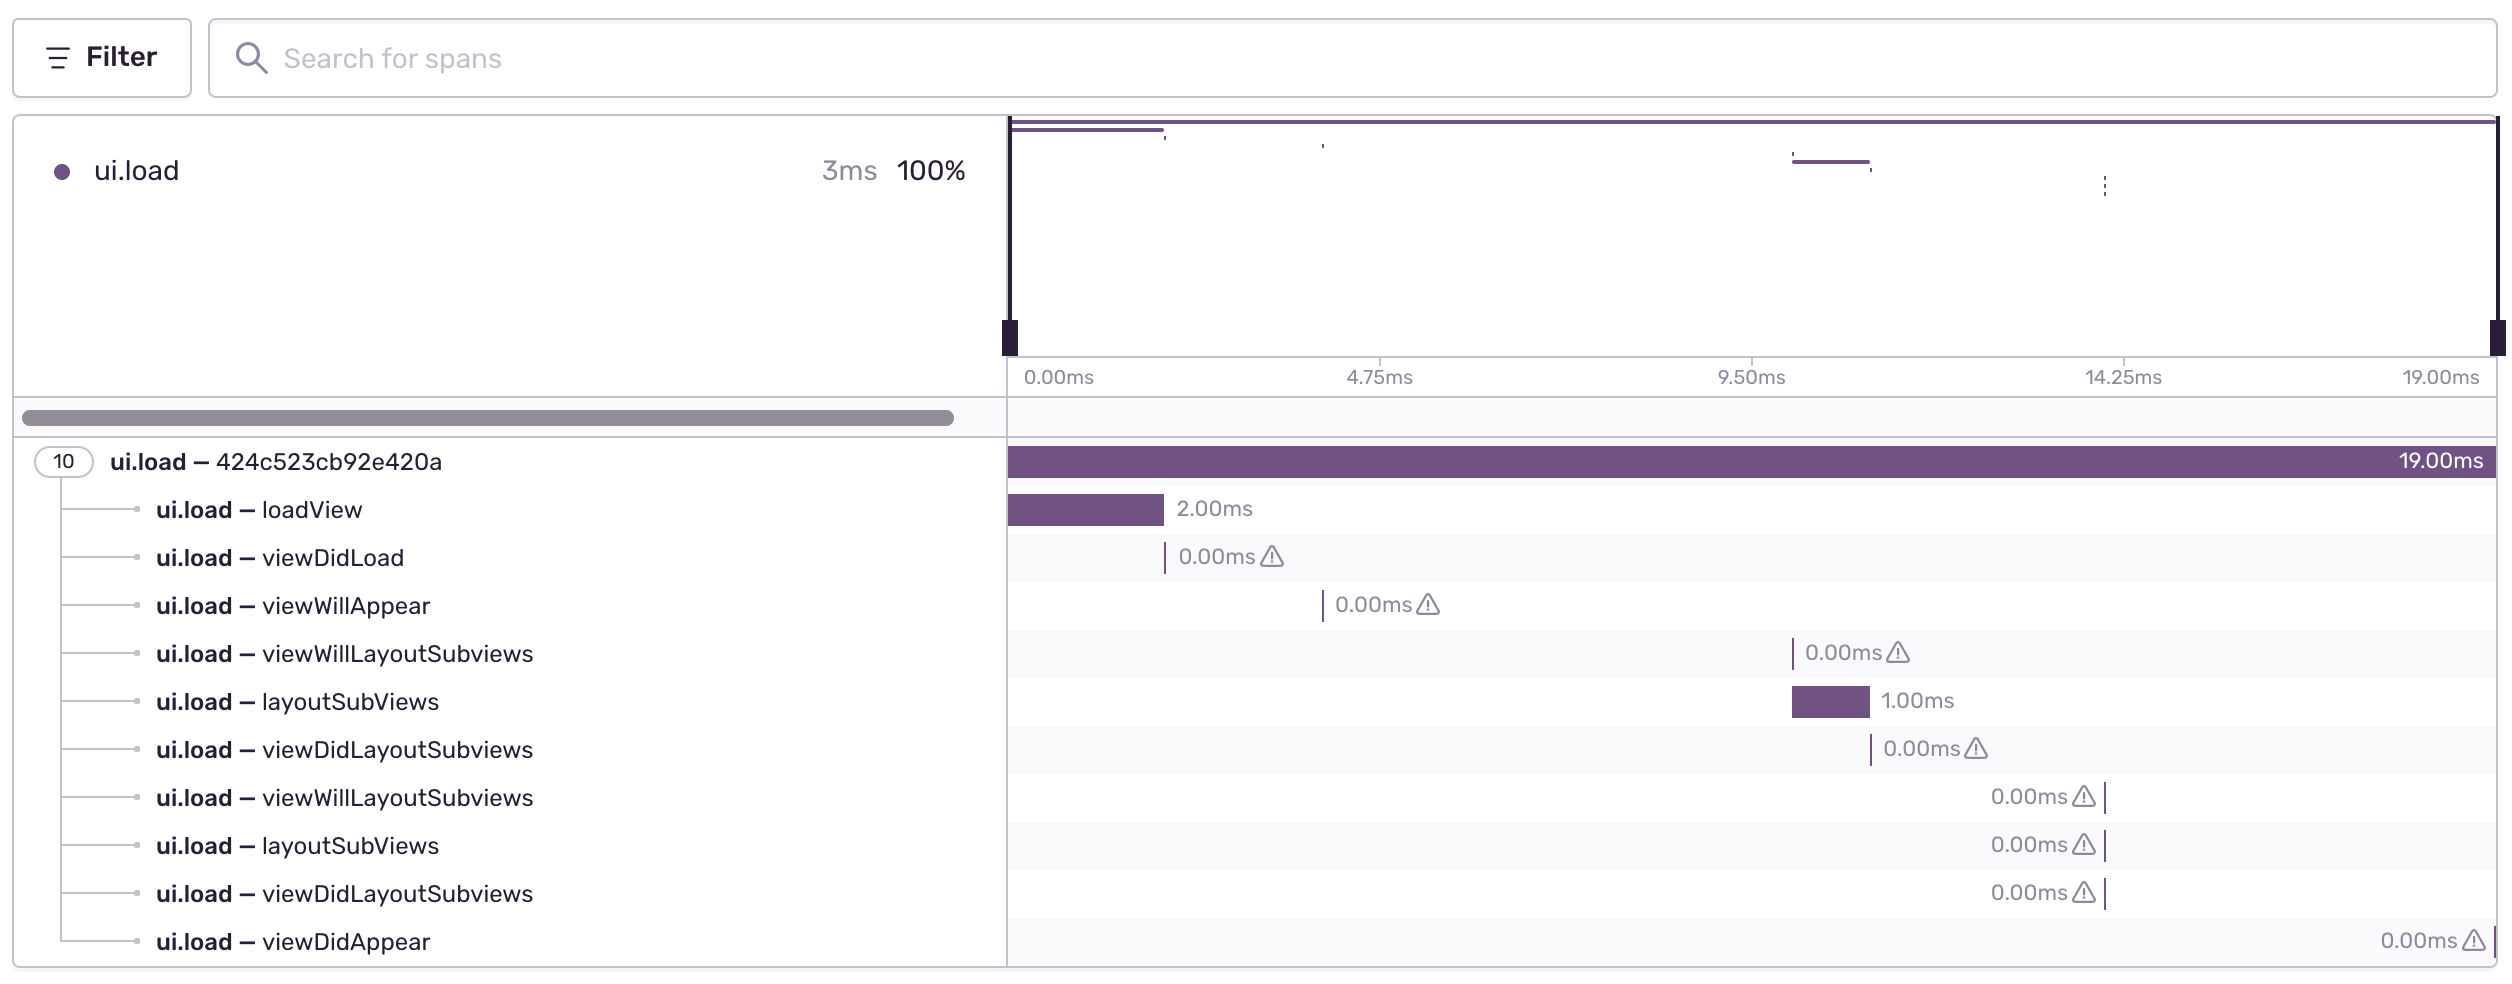 Filter
Search for spans
ui.load 3ms 100%
0.00ms 4.75ms 9.50ms 14.25ms 19.00ms
10 ui.load — 424c523cb92e420a 19.00ms
ui.load — loadView 2.00ms
ui.load — viewDidLoad 0.00ms
ui.load — viewWillAppear 0.00ms
ui.load — viewWillLayoutSubviews 0.00ms
ui.load — layoutSubViews 1.00ms
ui.load — viewDidLayoutSubviews 0.00ms
ui.load — viewWillLayoutSubviews 0.00ms
ui.load — layoutSubViews 0.00ms
ui.load — viewDidLayoutSubviews 0.00ms
ui.load — viewDidAppear 0.00ms